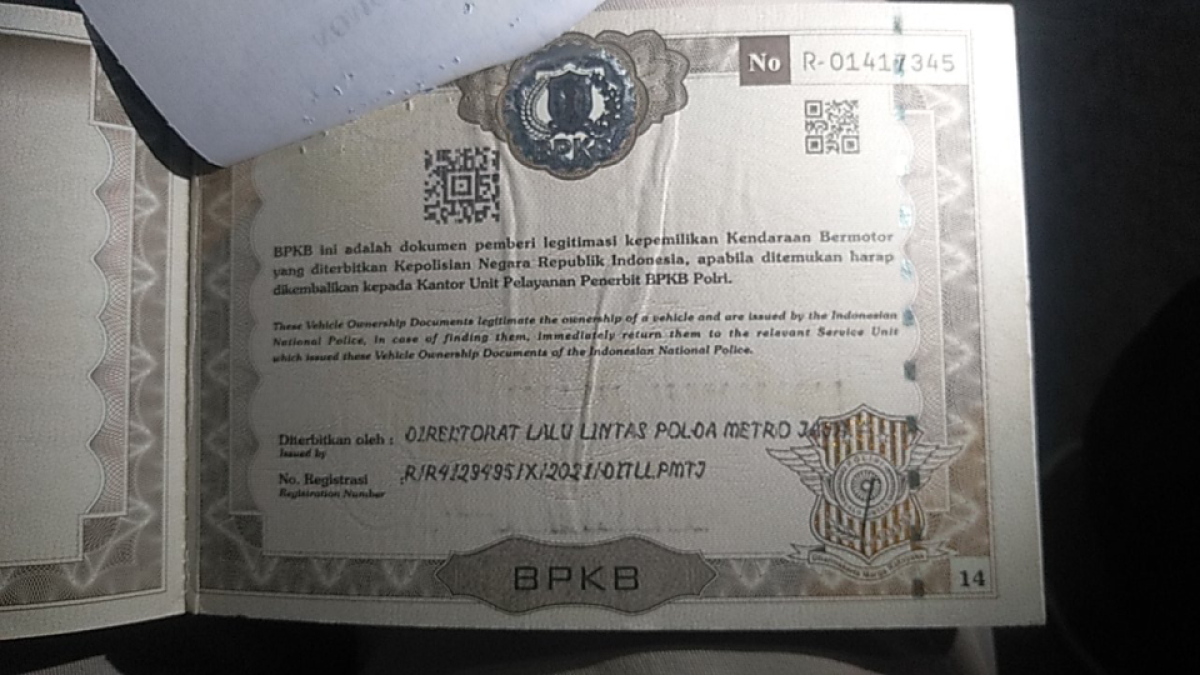 No R-01417345
BPKB
BPKB ini adalah dokumen pemberi legitimasi kepemilikan Kendaraan Bermotor
yang diterbitkan Kepolisian Negara Republik Indonesia, apabila ditemukan harap
dikembalikan kepada Kantor Unit Pelayanan Penerbit BPKB Polri.
These Vehicle Ownership Documents legitimate the ownership of a vehicle and are issued by the Indonesian
National Police, in case of finding them, immediately return them to the relevant Service Unit
which issued these Vehicle Ownership Documents of the Indonesian National Police.
Diterbitkan oleh : DIREKTORAT LALU LINTAS POLDA METRO JAYA
Issued by
No. Registrasi : R/R4129495/X/2021/DITLLPMTJ
Registration Number
BPKB
14